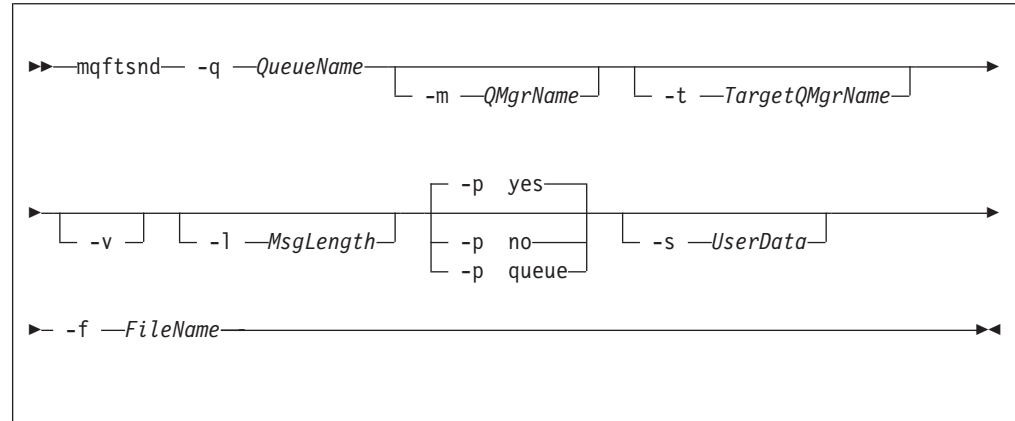 mqftsnd -q QueueName
-m QMgrName -t TargetQMgrName
-p yes
-v -l MsgLength -p no -s UserData
-p queue
-f FileName